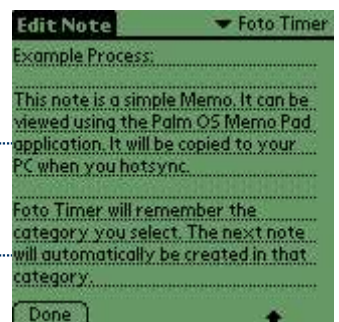 Edit Note
Foto Timer
Example Process:
This note is a simple Memo. It can be
viewed using the Palm OS Memo Pad
application. It will be copied to your
PC when you hotsync.
Foto Timer will remember the
category you select. The next note
will automatically be created in that
category.
Done